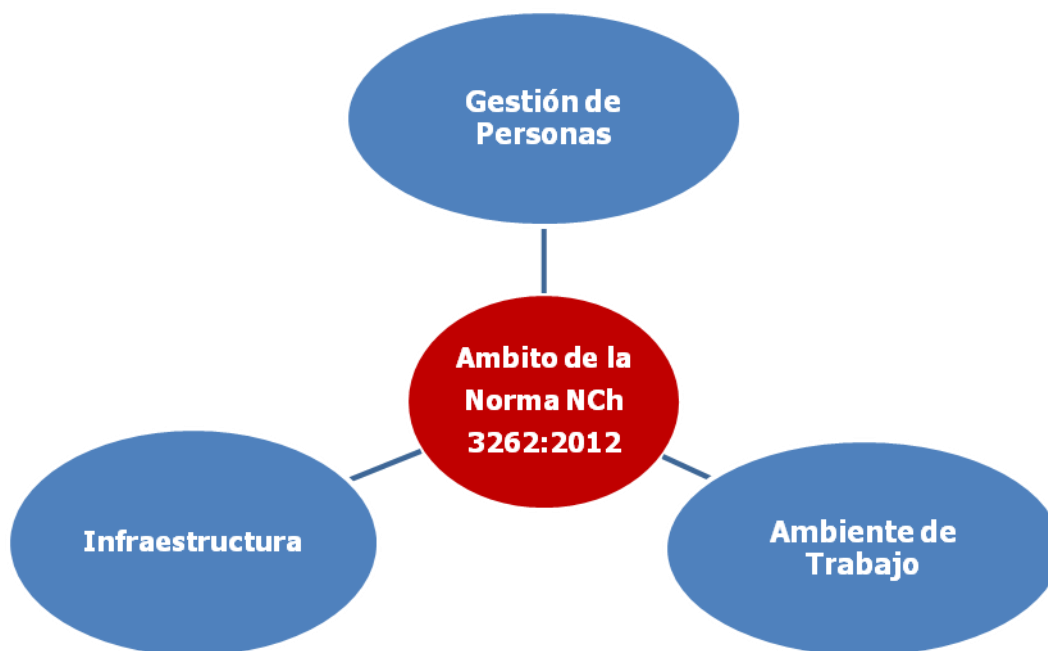 Gestión de
Personas
Ambito de la
Norma NCh
3262:2012
Infraestructura
Ambiente de
Trabajo